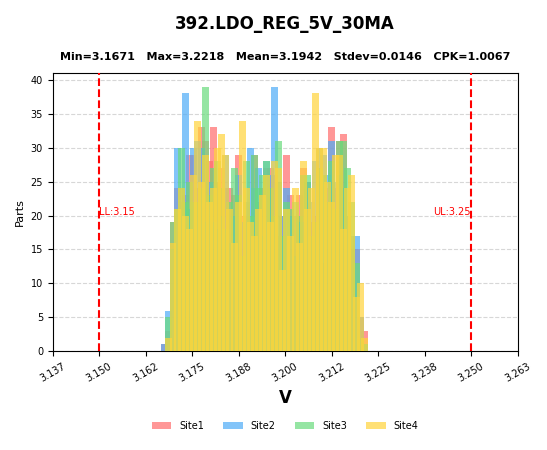 392.LDO_REG_5V_30MA
Min=3.1671 Max=3.2218 Mean=3.1942 Stdev=0.0146 CPK=1.0067
40
35
30
25
20
15
10
5
0
Parts
LL:3.15
UL:3.25
3.137 3.150 3.162 3.175 3.188 3.200 3.212 3.225 3.238 3.250 3.263
V
Site1 Site2 Site3 Site4